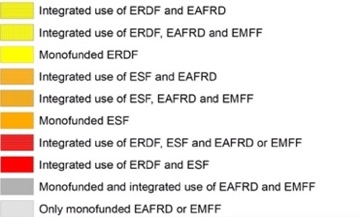 Integrated use of ERDF and EAFRD
Integrated use of ERDF, EAFRD and EMFF
Monofunded ERDF
Integrated use of ESF and EAFRD
Integrated use of ESF, EAFRD and EMFF
Monofunded ESF
Integrated use of ERDF, ESF and EAFRD or EMFF
Integrated use of ERDF and ESF
Monofunded and integrated use of EAFRD and EMFF
Only monofunded EAFRD or EMFF